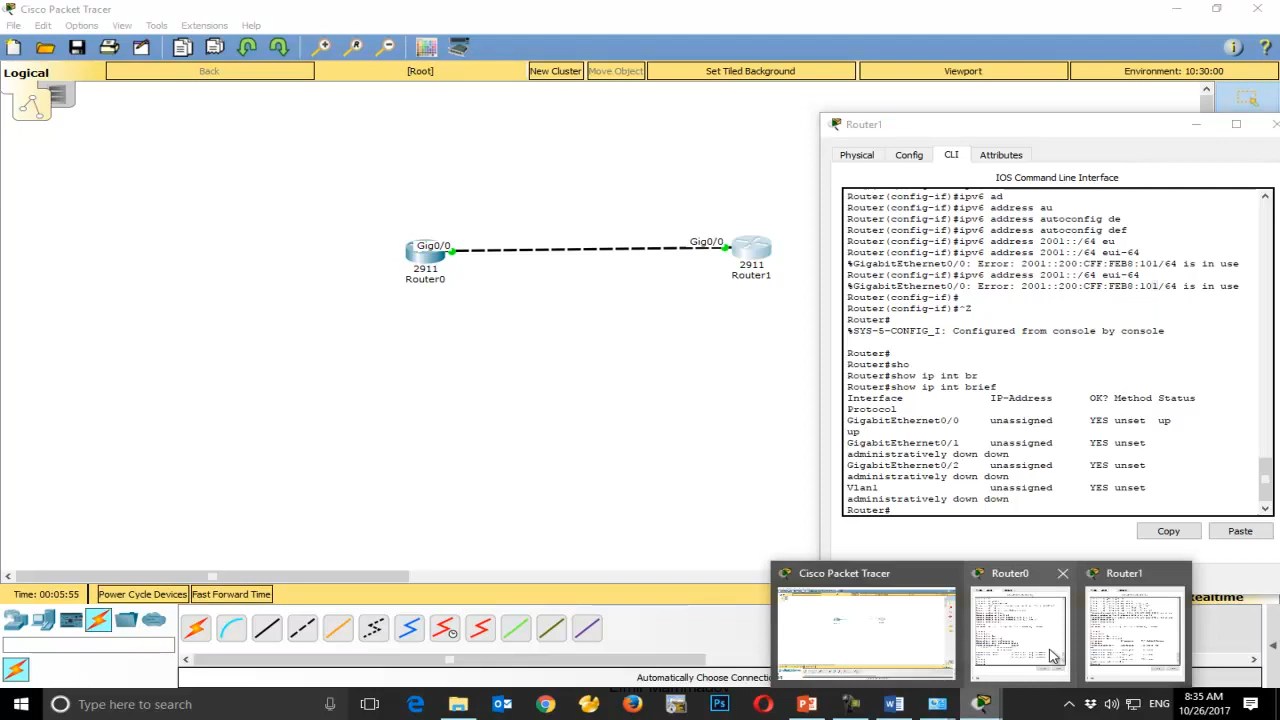 Cisco Packet Tracer
File Edit Options View Tools Extensions Help
Logical
Back
[Root]
New Cluster
Move Object
Set Tiled Background
Viewport
Environment: 10:30:00
Router1
Physical Config CLI Attributes
IOS Command Line Interface
Router(config-if)#ipv6 ad
Router(config-if)#ipv6 address au
Router(config-if)#ipv6 address autoconfig de
Router(config-if)#ipv6 address autoconfig def
Router(config-if)#ipv6 address 2001::/64 eu
Router(config-if)#ipv6 address 2001::/64 eui-64
%GigabitEthernet0/0: Error: 2001::200:CFF:FEB8:101/64 is in use
Router(config-if)#ipv6 address 2001::/64 eui-64
%GigabitEthernet0/0: Error: 2001::200:CFF:FEB8:101/64 is in use
Router(config-if)#
Router(config-if)#^Z
Router#
%SYS-5-CONFIG_I: Configured from console by console
Router#
Router#sho
Router#show ip int br
Router#show ip int brief
Interface IP-Address OK? Method Status
Protocol
GigabitEthernet0/0 unassigned YES unset up
up
GigabitEthernet0/1 unassigned YES unset
administratively down down
GigabitEthernet0/2 unassigned YES unset
administratively down down
Vlan1 unassigned YES unset
administratively down down
Router#
Copy
Paste
Gig0/0
2911
Router0
Gig0/0
2911
Router1
Cisco Packet Tracer
Router0
Router1
Time: 00:05:55
Power Cycle Devices
Fast Forward Time
Realtime
Automatically Choose Connectio
Type here to search
ENG
8:35 AM
10/26/2017